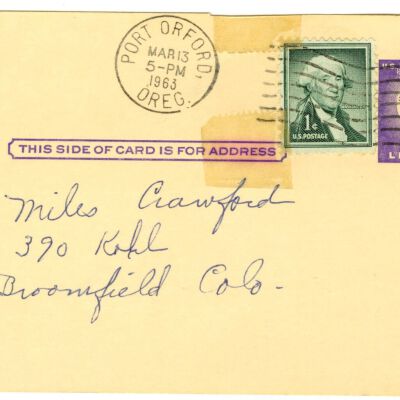 PORT ORFORD,
MAR 13
5-PM
1963
OREG.
1¢
U.S. POSTAGE
U.S.
THIS SIDE OF CARD IS FOR ADDRESS
Miles Crawford
390 Kohl
Broomfield Colo-